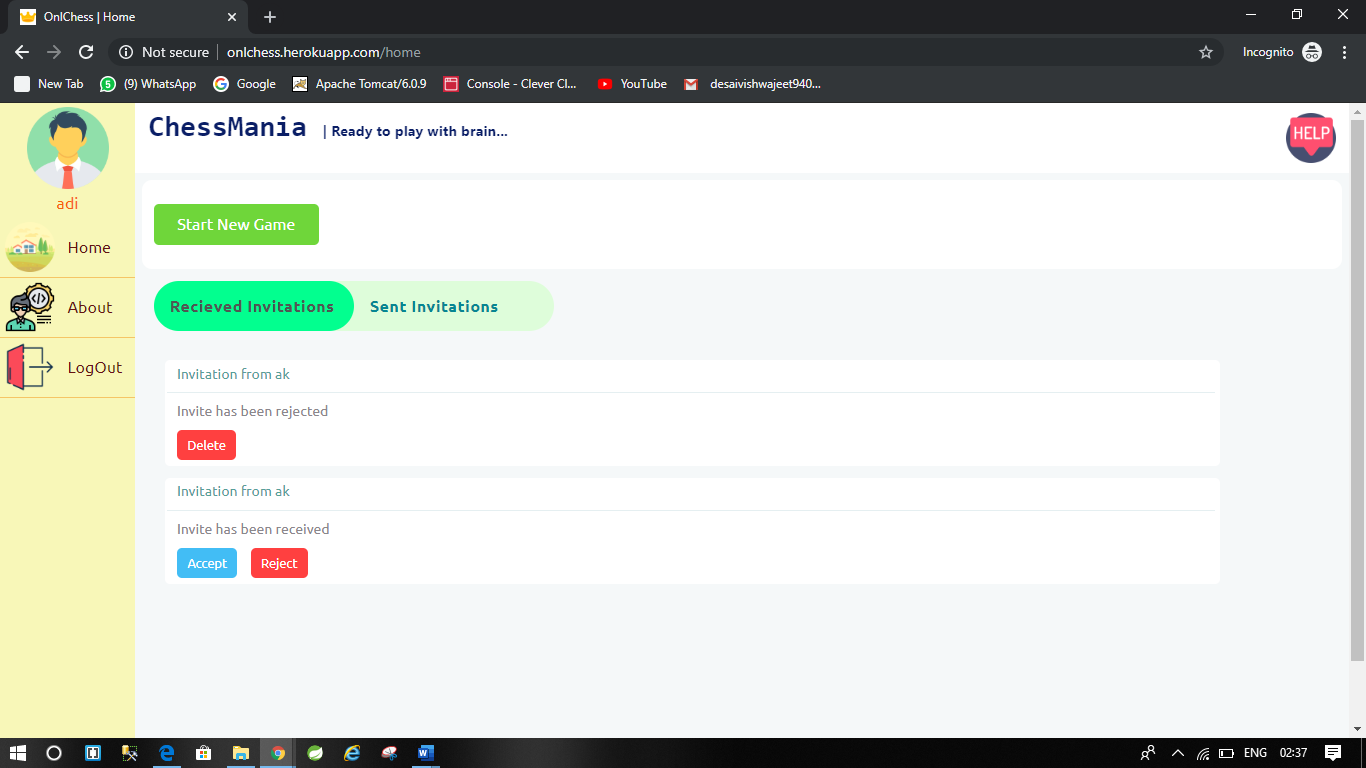 OnlChess | Home
Not secure | onlchess.herokuapp.com/home
Incognito
New Tab
5
(9) WhatsApp
Google
Apache Tomcat/6.0.9
Console - Clever Cl...
YouTube
desaivishwajeet940...
ChessMania | Ready to play with brain...
HELP
adi
Home
About
LogOut
Start New Game
Recieved Invitations
Sent Invitations
Invitation from ak
Invite has been rejected
Delete
Invitation from ak
Invite has been received
Accept
Reject
ENG
02:37